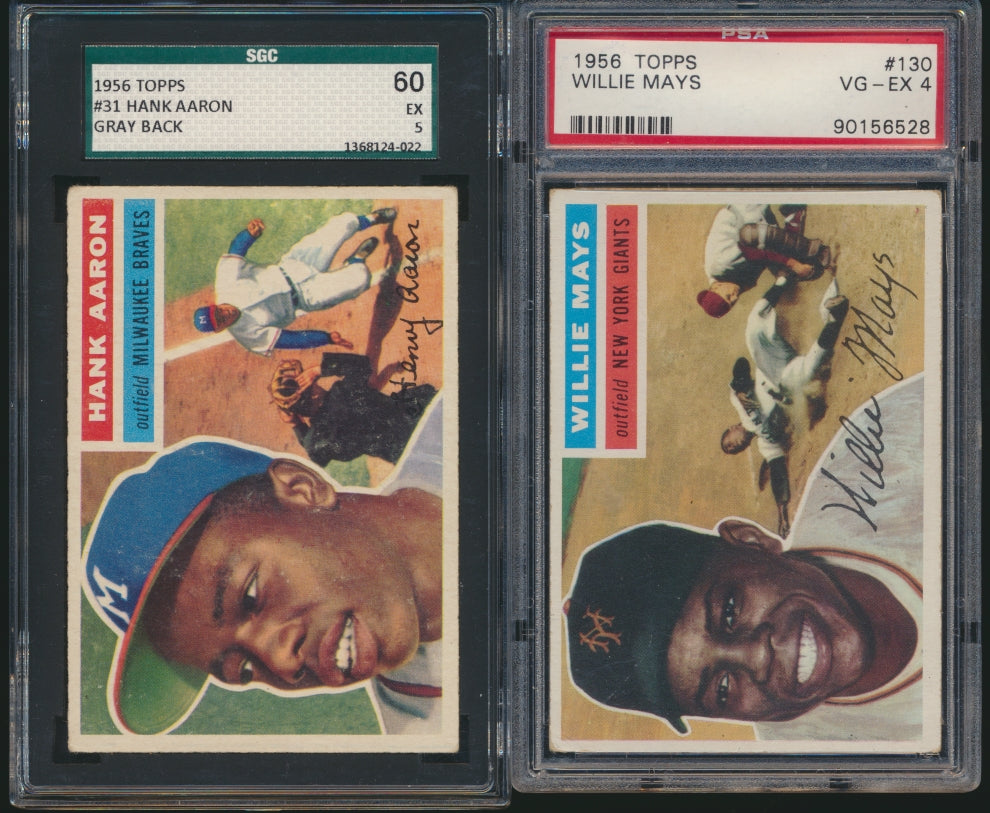 SGC
1956 TOPPS
60
#31 HANK AARON
EX
GRAY BACK
5
1368124-022
HANK AARON
outfield MILWAUKEE BRAVES
Henry Aaron
M
M
PSA
1956 TOPPS
#130
WILLIE MAYS
VG-EX 4
90156528
WILLIE MAYS
outfield NEW YORK GIANTS
Willie Mays
NY